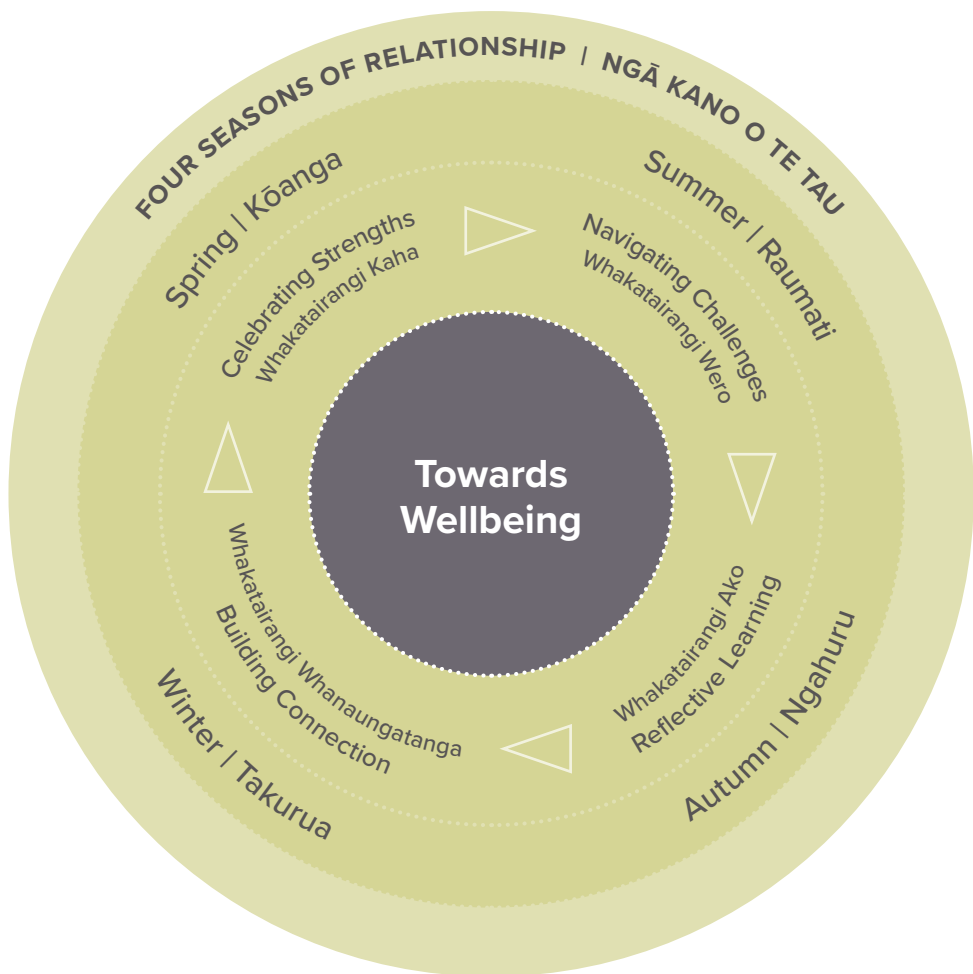 FOUR SEASONS OF RELATIONSHIP | NGĀ KANO O TE TAU
Spring | Kōanga
Celebrating Strengths
Whakatairangi Kaha
Summer | Raumati
Navigating Challenges
Whakatairangi Wero
Autumn | Ngahuru
Reflective Learning
Whakatairangi Ako
Winter | Takurua
Building Connection
Whakatairangi Whanaungatanga
Towards
Wellbeing